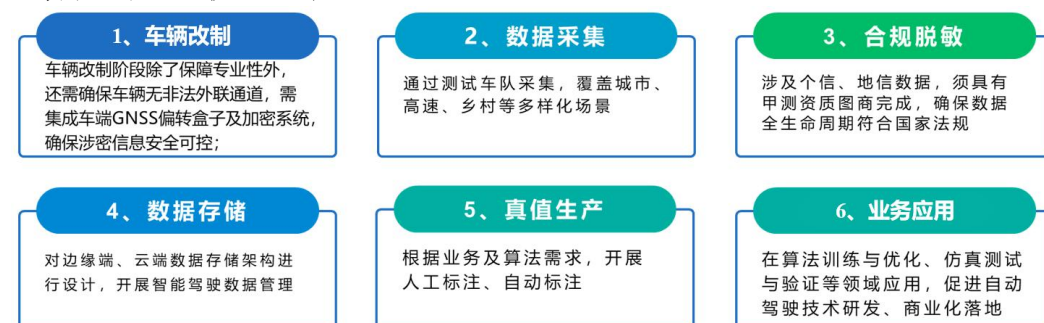 1、车辆改制
车辆改制阶段除了保障专业性外，
还需确保车辆无非法外联通道，需
集成车端GNSS偏转盒子及加密系统，
确保涉密信息安全可控；
2、数据采集
通过测试车队采集，覆盖城市、
高速、乡村等多样化场景
3、合规脱敏
涉及个信、地信数据，须具有
甲测资质图商完成，确保数据
全生命周期符合国家法规
4、数据存储
对边缘端、云端数据存储架构进
行设计，开展智能驾驶数据管理
5、真值生产
根据业务及算法需求，开展
人工标注、自动标注
6、业务应用
在算法训练与优化、仿真测试
与验证等领域应用，促进自动
驾驶技术研发、商业化落地